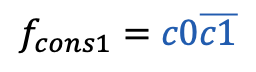 f_cons1 = c0c̅1̅